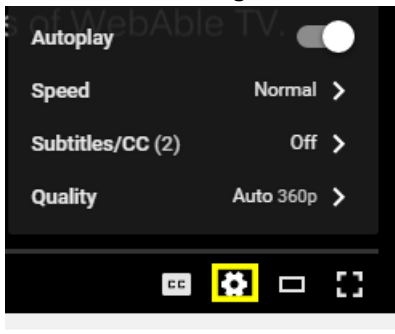 s of WebAble TV.
Autoplay
Speed Normal
Subtitles/CC (2) Off
Quality Auto 360p
CC